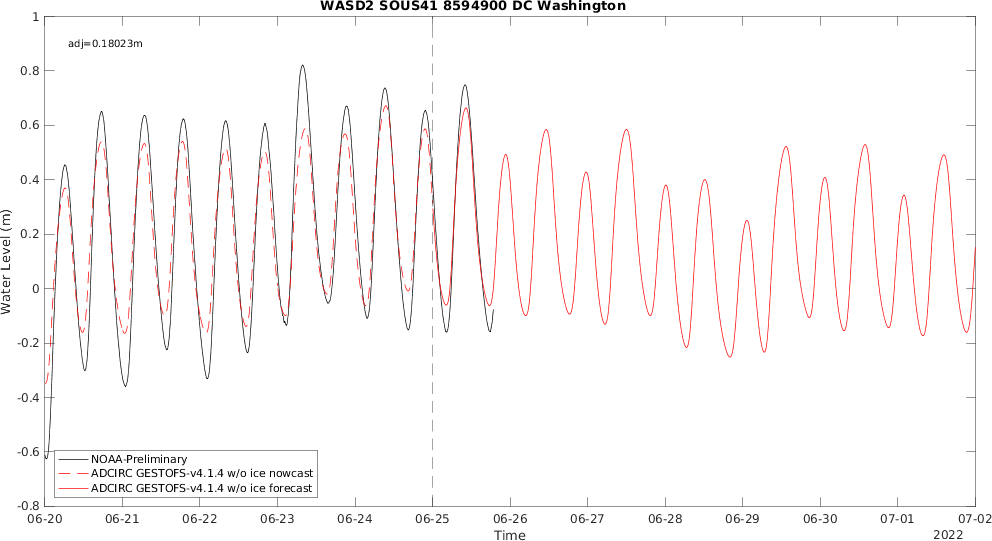 WASD2 SOUS41 8594900 DC Washington
adj=0.18023m
1
0.8
0.6
0.4
0.2
0
-0.2
-0.4
-0.6
-0.8
Water Level (m)
NOAA-Preliminary
ADCIRC GESTOFS-v4.1.4 w/o ice nowcast
ADCIRC GESTOFS-v4.1.4 w/o ice forecast
06-20 06-21 06-22 06-23 06-24 06-25 06-26 06-27 06-28 06-29 06-30 07-01 07-02
Time
2022